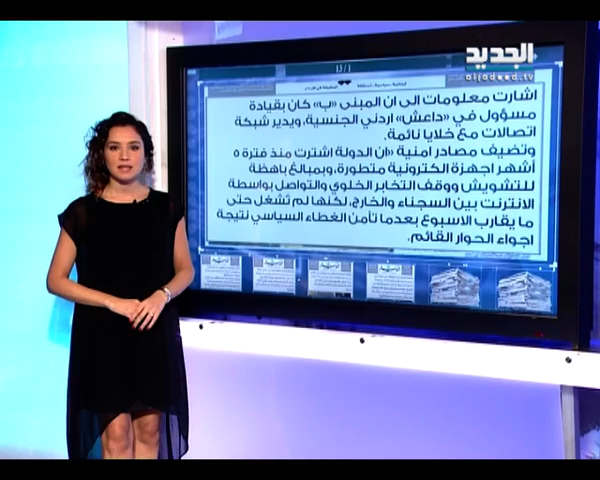 الجديد
aljadeed.tv
13/1
اشارت معلومات الى ان المبنى «ب» كان بقيادة
مسؤول في «داعش» اردني الجنسية، ويدير شبكة
اتصالات مع خلايا نائمة.
وتضيف مصادر امنية «ان الدولة اشترت منذ فترة ٥
أشهر اجهزة الكترونية متطورة، وبمبالغ باهظة
للتشويش ووقف التخابر الخلوي والتواصل بواسطة
الانترنت بين السجناء والخارج، لكنها لم تشغل حتى
ما يقارب الاسبوع بعدما تأمن الغطاء السياسي نتيجة
اجواء الحوار القائم.